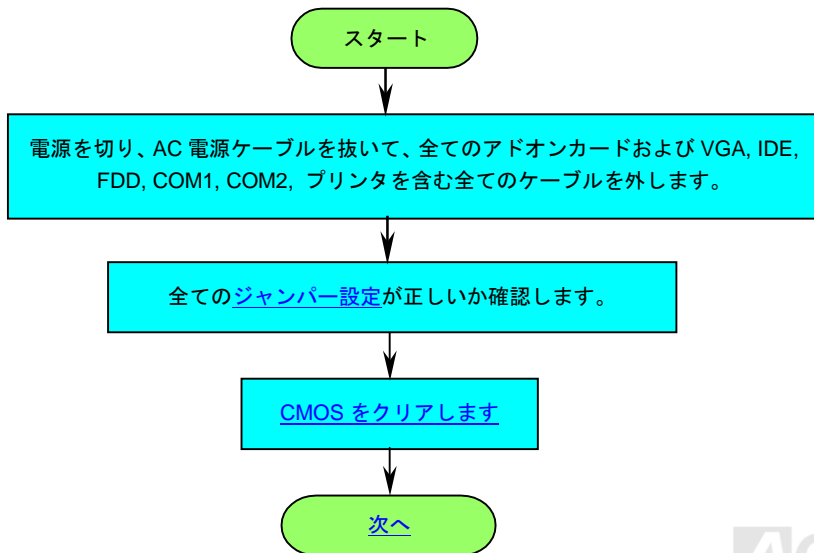 スタート
電源を切り、AC 電源ケーブルを抜いて、全てのアドオンカードおよび VGA, IDE,
FDD, COM1, COM2, プリンタを含む全てのケーブルを外します。
全てのジャンパー設定が正しいか確認します。
CMOS をクリアします
次へ